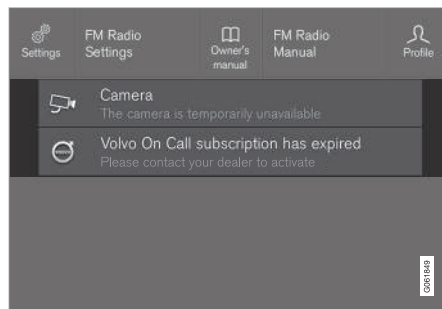 Settings
FM Radio
Settings
Owner's
manual
FM Radio
Manual
Profile
Camera
The camera is temporarily unavailable
Volvo On Call subscription has expired
Please contact your dealer to activate
G061849